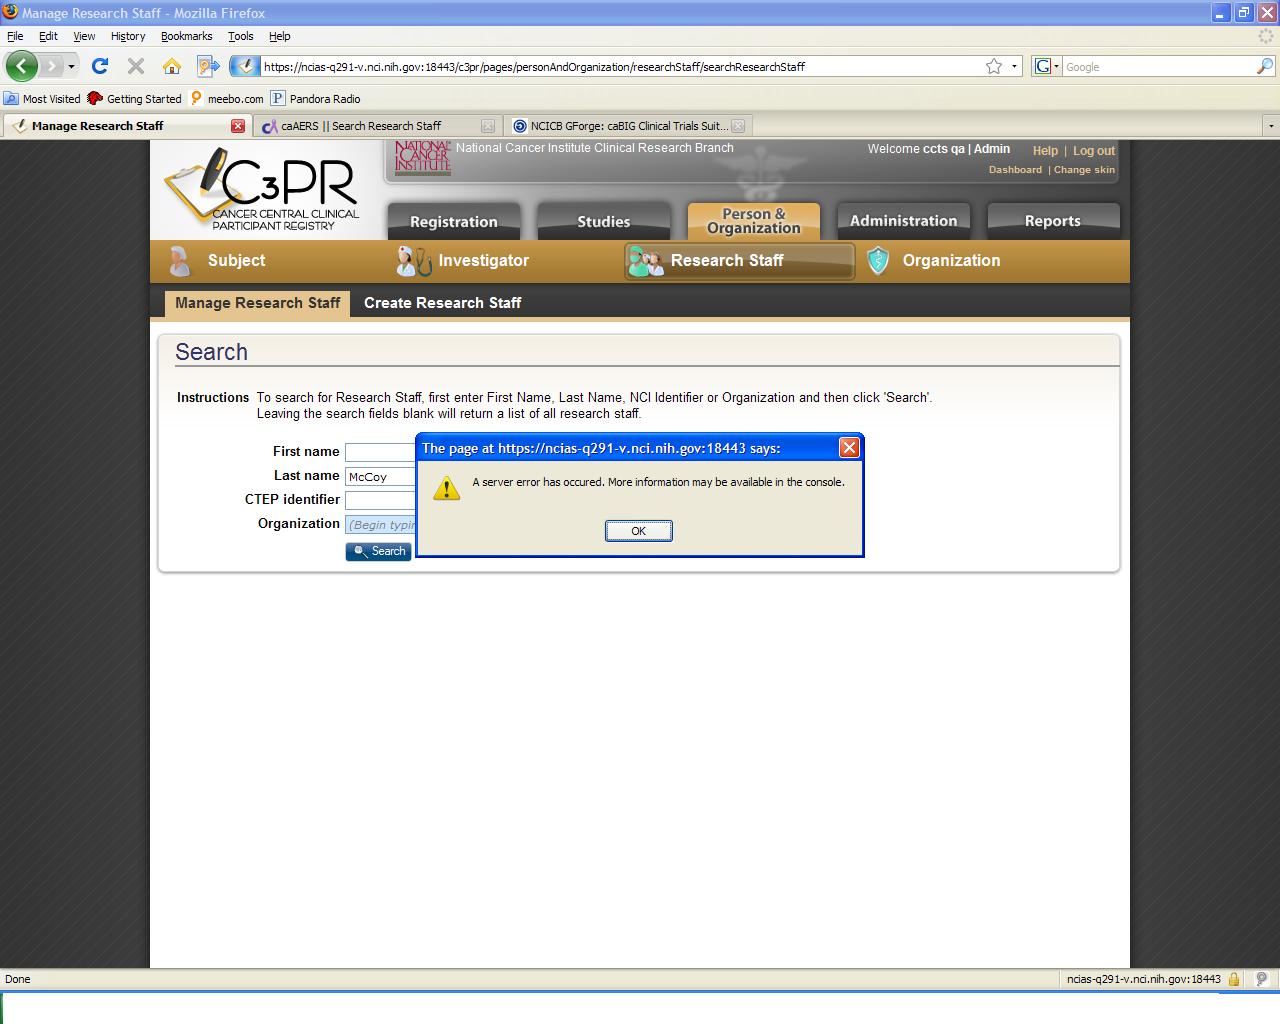 Manage Research Staff - Mozilla Firefox
File Edit View History Bookmarks Tools Help
https://ncias-q291-v.nci.nih.gov:18443/c3pr/pages/personAndOrganization/researchStaff/searchResearchStaff
G Google
Most Visited Getting Started meebo.com P Pandora Radio
Manage Research Staff caAERS || Search Research Staff NCICB GForge: caBIG Clinical Trials Suit...
C3PR
CANCER CENTRAL CLINICAL
PARTICIPANT REGISTRY
NATIONAL
CANCER
INSTITUTE
National Cancer Institute Clinical Research Branch
Welcome ccts qa | Admin Help | Log out
Dashboard | Change skin
Registration Studies Person & Organization Administration Reports
Subject Investigator Research Staff Organization
Manage Research Staff Create Research Staff
Search
Instructions To search for Research Staff, first enter First Name, Last Name, NCI Identifier or Organization and then click 'Search'.
Leaving the search fields blank will return a list of all research staff.
First name
Last name McCoy
CTEP identifier
Organization (Begin typin
Search
The page at https://ncias-q291-v.nci.nih.gov:18443 says:
A server error has occured. More information may be available in the console.
OK
Done ncias-q291-v.nci.nih.gov:18443